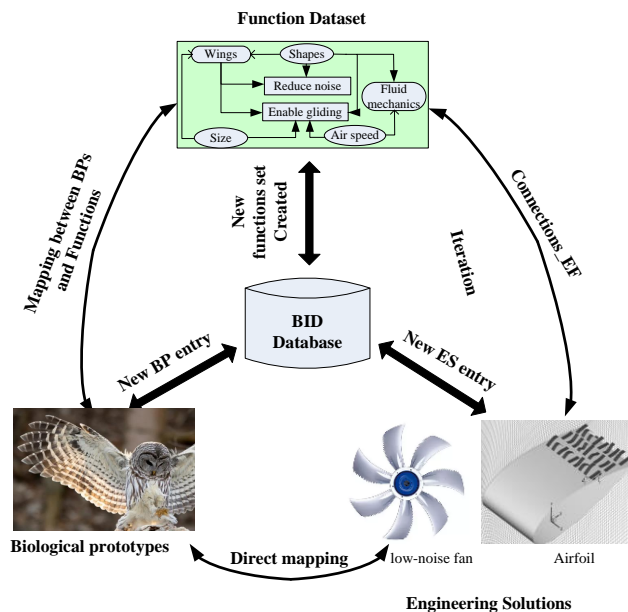 Function Dataset
Wings
Shapes
Reduce noise
Fluid
mechanics
Enable gliding
Size
Air speed
Mapping between BPs
and Functions
New
functions set
Created
Iteration
Connections_EF
BID
Database
New BP entry
New ES entry
Biological prototypes
Direct mapping
low-noise fan
Airfoil
Engineering Solutions